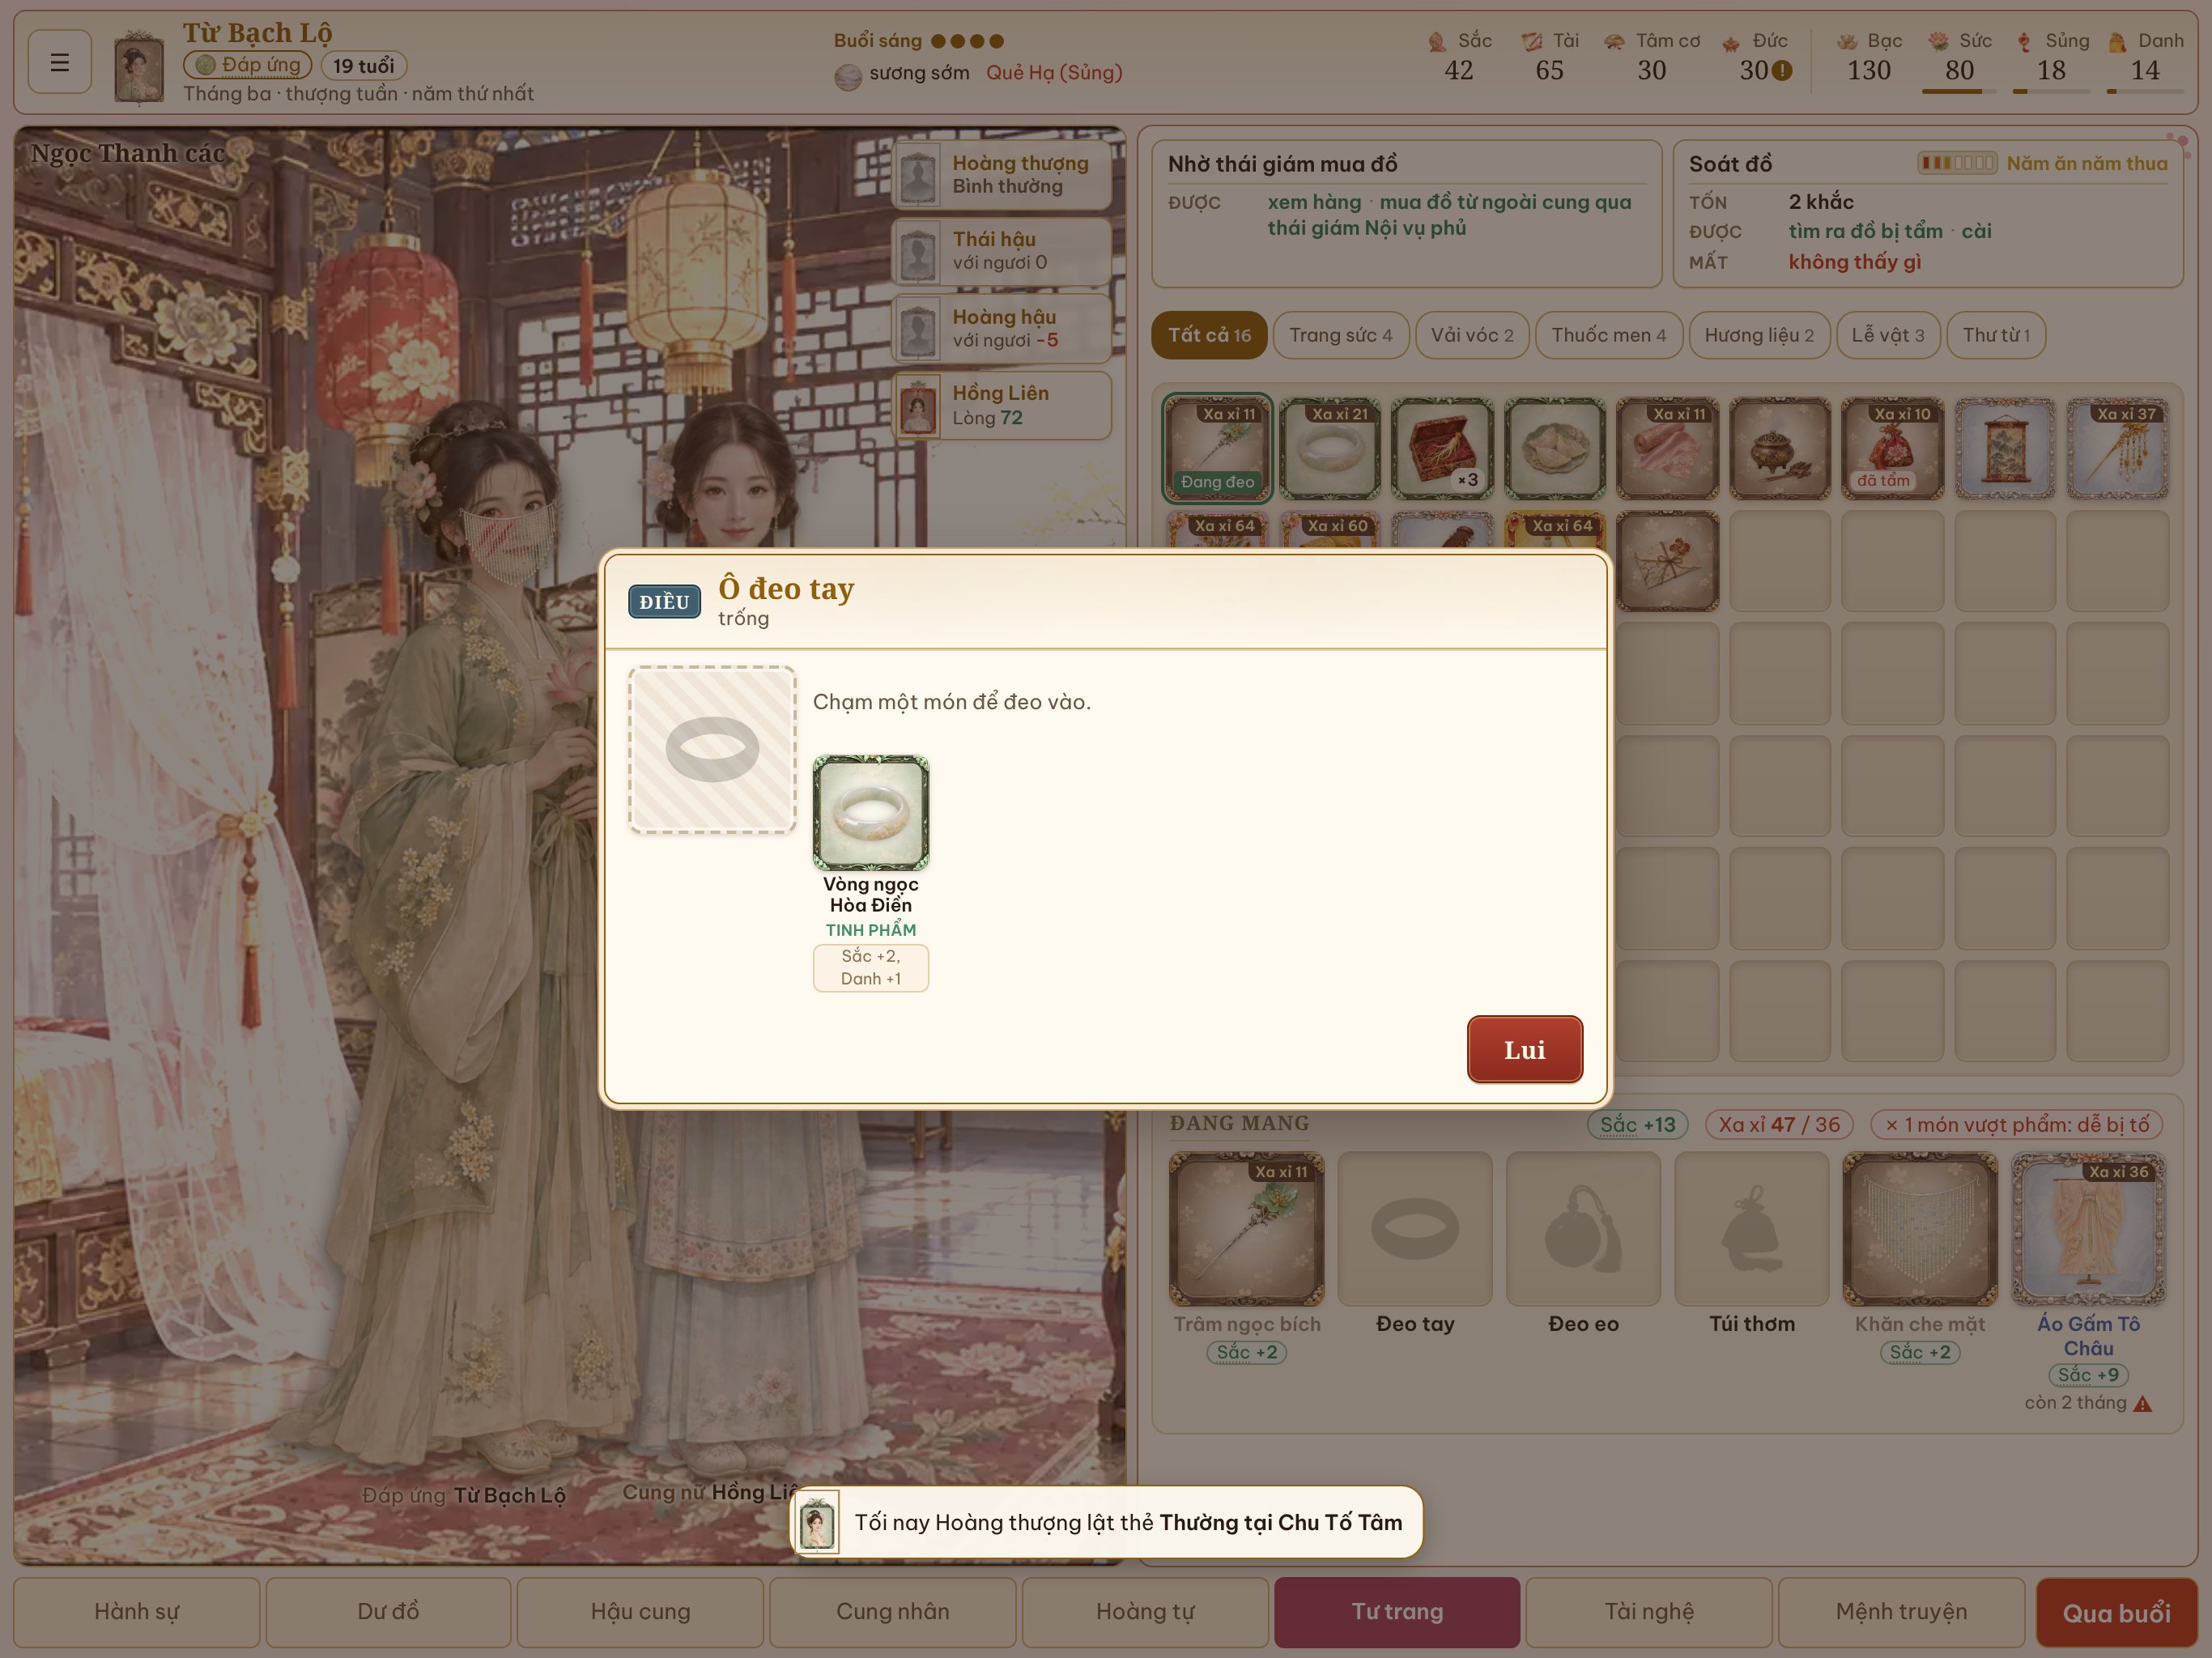 Từ Bạch Lộ
Đáp ứng
19 tuổi
Tháng ba · thượng tuần · năm thứ nhất
Buổi sáng
sương sớm Quẻ Hạ (Sủng)
Sắc 42
Tài 65
Tâm cơ 30
Đức 30 !
Bạc 130
Sức 80
Sủng 18
Danh 14
Ngọc Thanh các
Hoàng thượng
Bình thường
Thái hậu
với ngươi 0
Hoàng hậu
với ngươi -5
Hồng Liên
Lòng 72
Đáp ứng Từ Bạch Lộ
Cung nữ Hồng
Nhờ thái giám mua đồ
ĐƯỢC xem hàng · mua đồ từ ngoài cung qua
thái giám Nội vụ phủ
Soát đồ Năm ăn năm thua
TỐN 2 khắc
ĐƯỢC tìm ra đồ bị tẩm · cài
MẤT không thấy gì
Tất cả 16
Trang sức 4
Vải vóc 2
Thuốc men 4
Hương liệu 2
Lễ vật 3
Thư từ 1
Xa xỉ 11
Đang đeo
Xa xỉ 21
×3
Xa xỉ 11
Xa xỉ 10
đã tẩm
Xa xỉ 37
Xa xỉ 64
Xa xỉ 60
Xa xỉ 64
ĐIỀU
Ô đeo tay
trống
Chạm một món để đeo vào.
Vòng ngọc
Hòa Điền
TINH PHẨM
Sắc +2,
Danh +1
Lui
ĐANG MANG
Sắc +13
Xa xỉ 47 / 36
× 1 món vượt phẩm: dễ bị tố
Xa xỉ 11
Trâm ngọc bích
Sắc +2
Đeo tay
Đeo eo
Túi thơm
Khăn che mặt
Sắc +2
Xa xỉ 36
Áo Gấm Tô
Châu
Sắc +9
còn 2 tháng
Tối nay Hoàng thượng lật thẻ Thường tại Chu Tố Tâm
Hành sự
Dư đồ
Hậu cung
Cung nhân
Hoàng tự
Tư trang
Tài nghệ
Mệnh truyện
Qua buổi